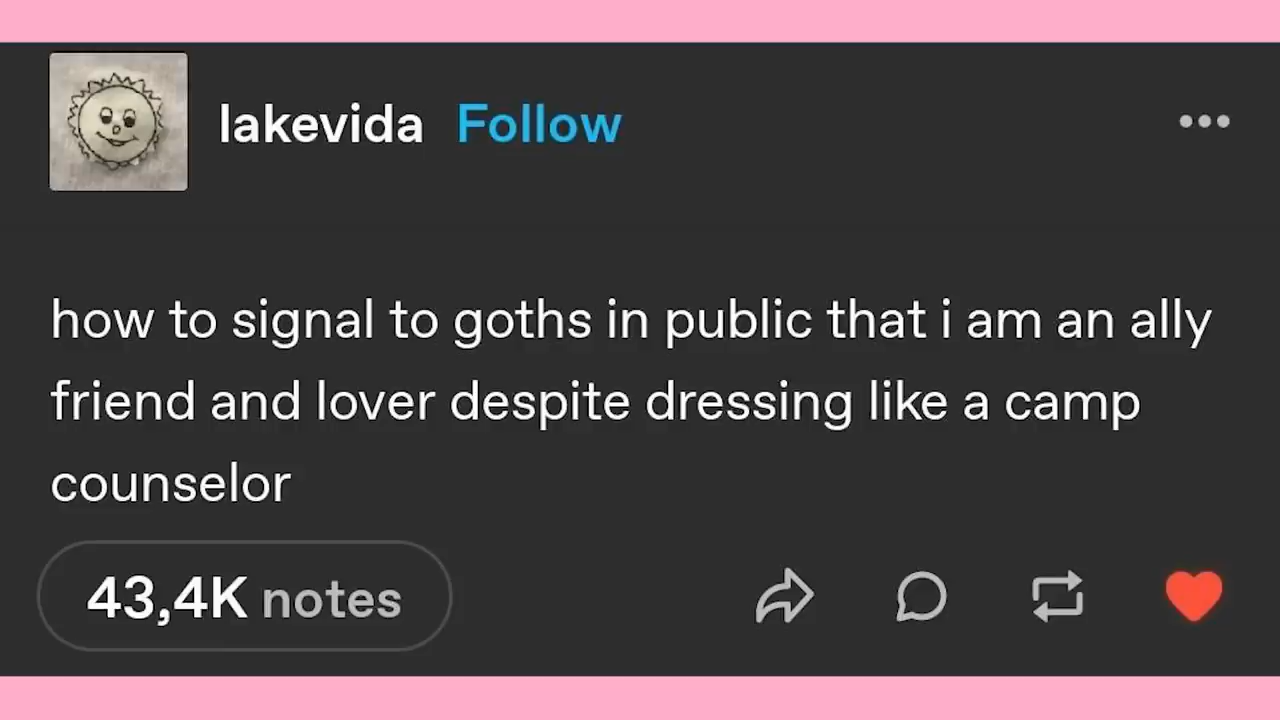 lakevida Follow
how to signal to goths in public that i am an ally
friend and lover despite dressing like a camp
counselor
43,4K notes